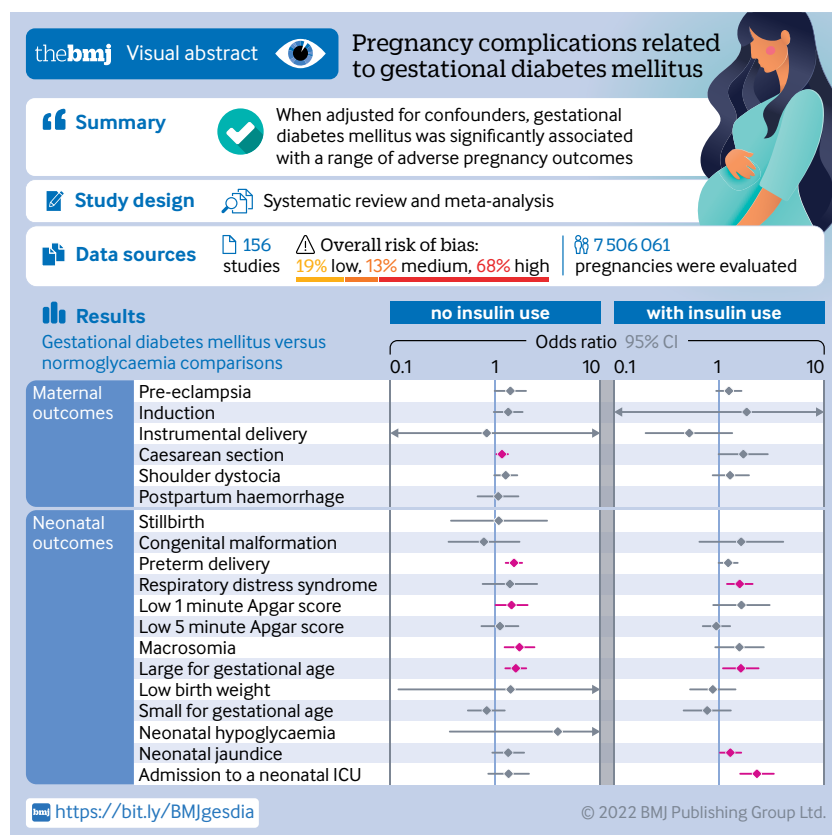 thebmj Visual abstract
Pregnancy complications related
to gestational diabetes mellitus
Summary
When adjusted for confounders, gestational
diabetes mellitus was significantly associated
with a range of adverse pregnancy outcomes
Study design
Systematic review and meta-analysis
Data sources
156
studies
Overall risk of bias:
19% low, 13% medium, 68% high
7 506 061
pregnancies were evaluated
Results
Gestational diabetes mellitus versus
normoglycaemia comparisons
no insulin use
with insulin use
Odds ratio 95% CI
0.1 1 10 0.1 1 10
Maternal
outcomes
Pre-eclampsia
Induction
Instrumental delivery
Caesarean section
Shoulder dystocia
Postpartum haemorrhage
Neonatal
outcomes
Stillbirth
Congenital malformation
Preterm delivery
Respiratory distress syndrome
Low 1 minute Apgar score
Low 5 minute Apgar score
Macrosomia
Large for gestational age
Low birth weight
Small for gestational age
Neonatal hypoglycaemia
Neonatal jaundice
Admission to a neonatal ICU
bmj https://bit.ly/BMJgesdia
© 2022 BMJ Publishing Group Ltd.